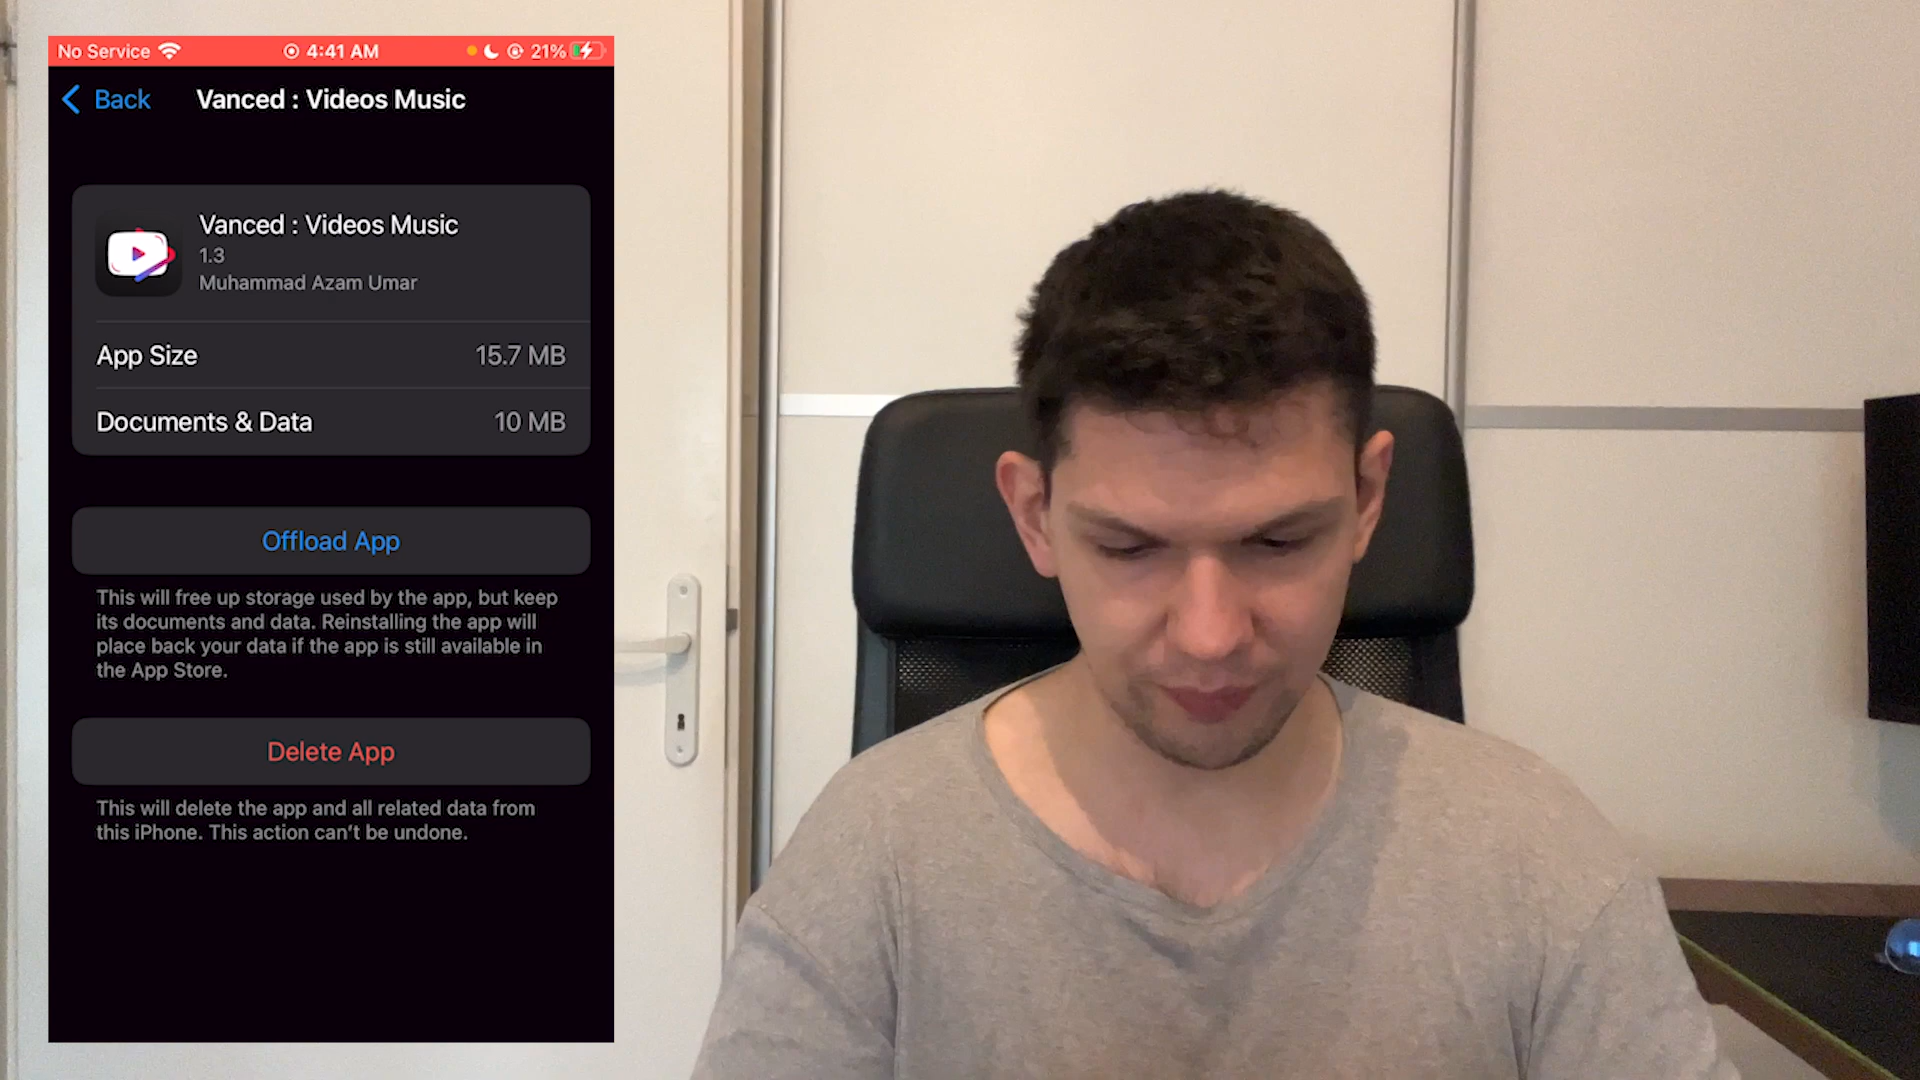 No Service 4:41 AM 21%
Back Vanced : Videos Music
Vanced : Videos Music
1.3
Muhammad Azam Umar
App Size 15.7 MB
Documents & Data 10 MB
Offload App
This will free up storage used by the app, but keep
its documents and data. Reinstalling the app will
place back your data if the app is still available in
the App Store.
Delete App
This will delete the app and all related data from
this iPhone. This action can't be undone.